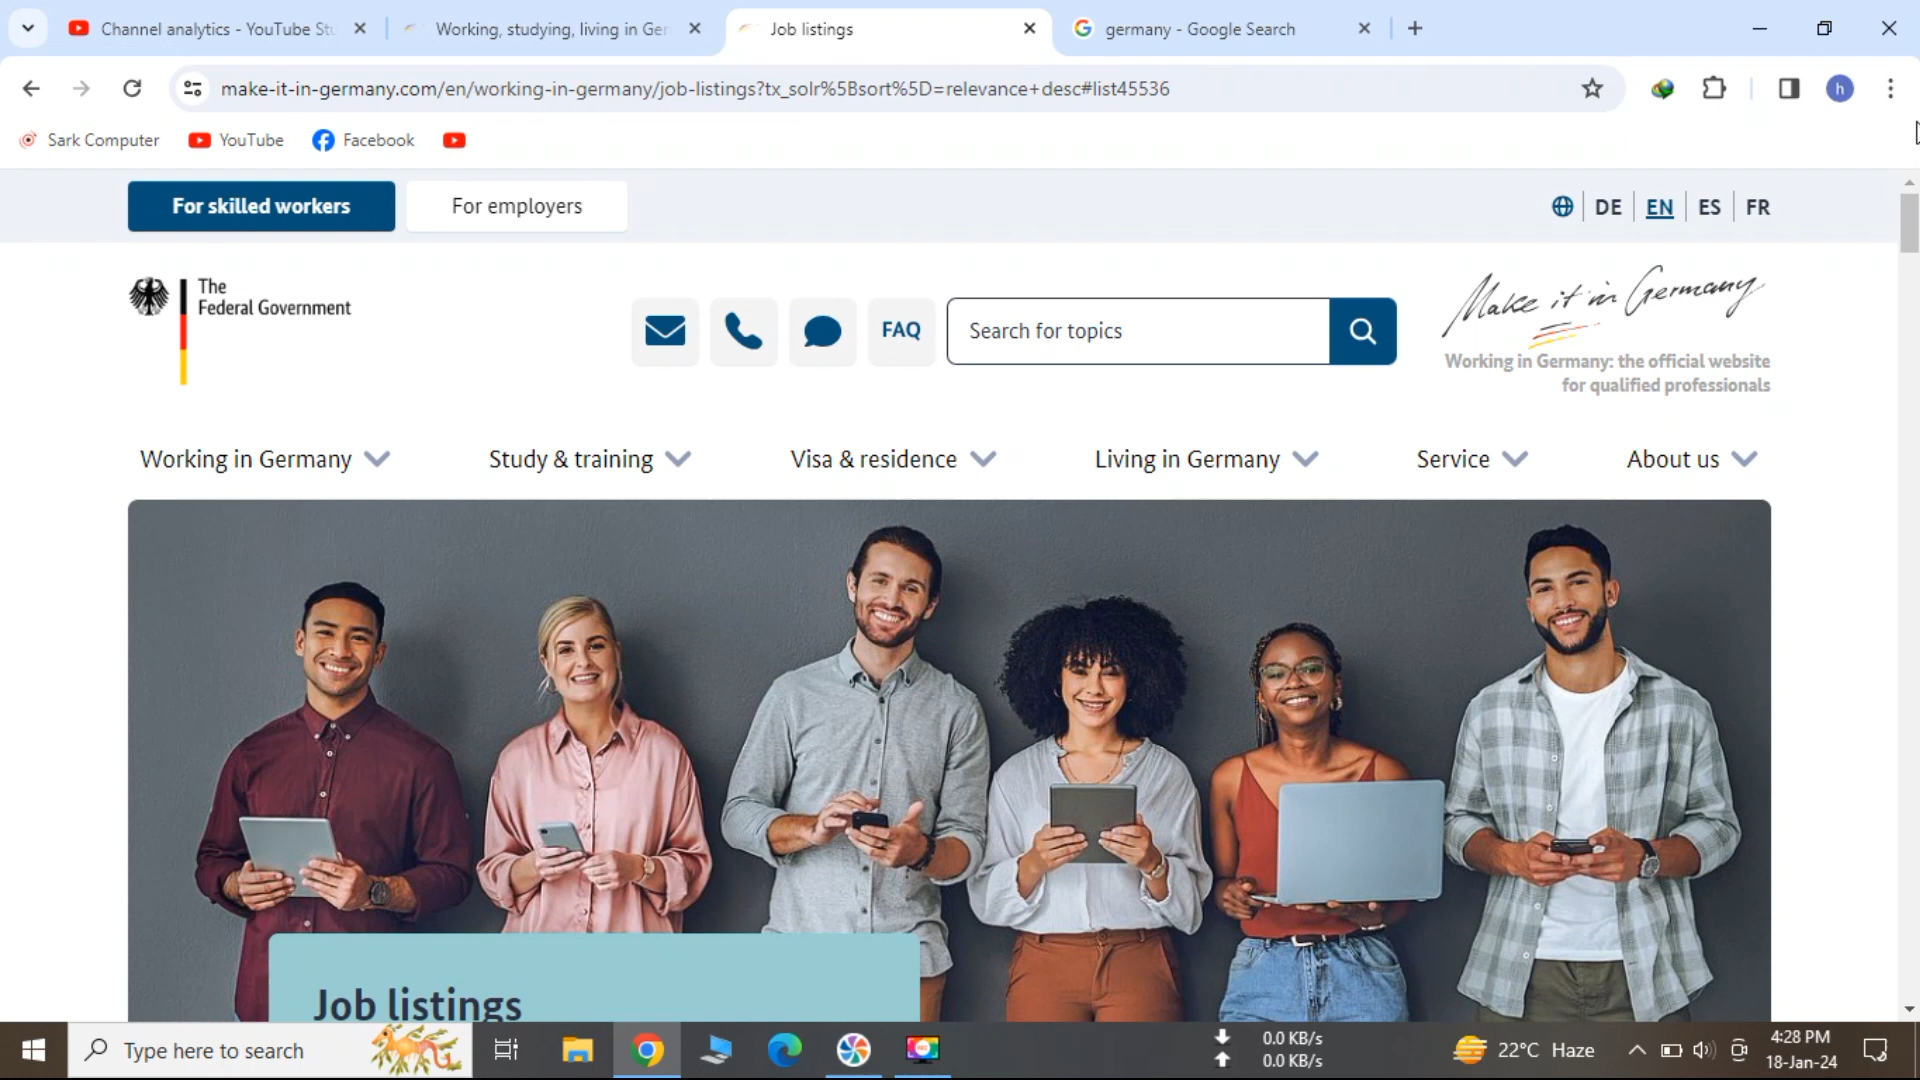 Channel analytics - YouTube Stu
Working, studying, living in Ger
Job listings
germany - Google Search
make-it-in-germany.com/en/working-in-germany/job-listings?tx_solr%5Bsort%5D=relevance+desc#list45536
h
Sark Computer
YouTube
Facebook
For skilled workers
For employers
DE
EN
ES
FR
The
Federal Government
FAQ
Search for topics
Make it in Germany
Working in Germany: the official website
for qualified professionals
Working in Germany
Study & training
Visa & residence
Living in Germany
Service
About us
Job listings
Type here to search
0.0 KB/s
0.0 KB/s
22°C Haze
4:28 PM
18-Jan-24